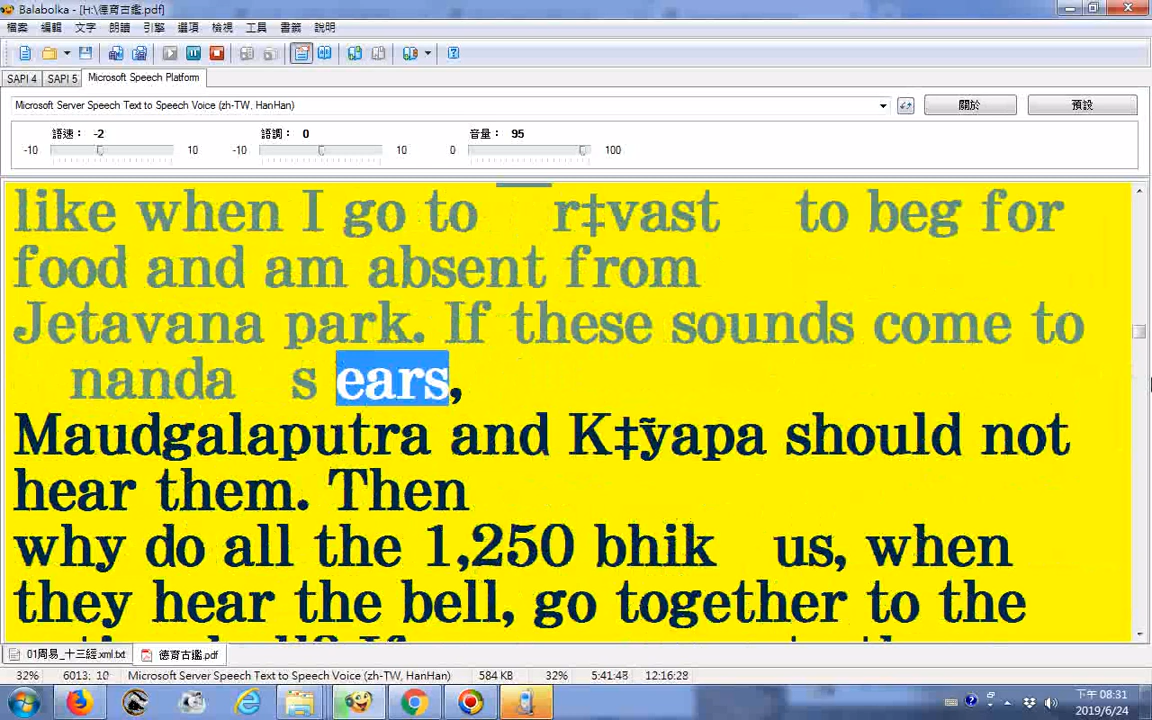 Balabolka - [H:\德育古鑑.pdf]
檔案 編輯 文字 朗讀 引擎 選項 檢視 工具 書籤 說明
SAPI 4 SAPI 5 Microsoft Speech Platform
Microsoft Server Speech Text to Speech Voice (zh-TW, HanHan) 關於 預設
語速： -2 語調： 0 音量： 95
-10 10 -10 10 0 100
like when I go to r‡vast to beg for
food and am absent from
Jetavana park. If these sounds come to
nanda s ears,
Maudgalaputra and K‡ÿapa should not
hear them. Then
why do all the 1,250 bhik us, when
they hear the bell, go together to the
01周易_十三經.xml.txt 德育古鑑.pdf
32% 6013: 10 Microsoft Server Speech Text to Speech Voice (zh-TW, HanHan) 584 KB 32% 5:41:48 12:16:28
下午 08:31
2019/6/24